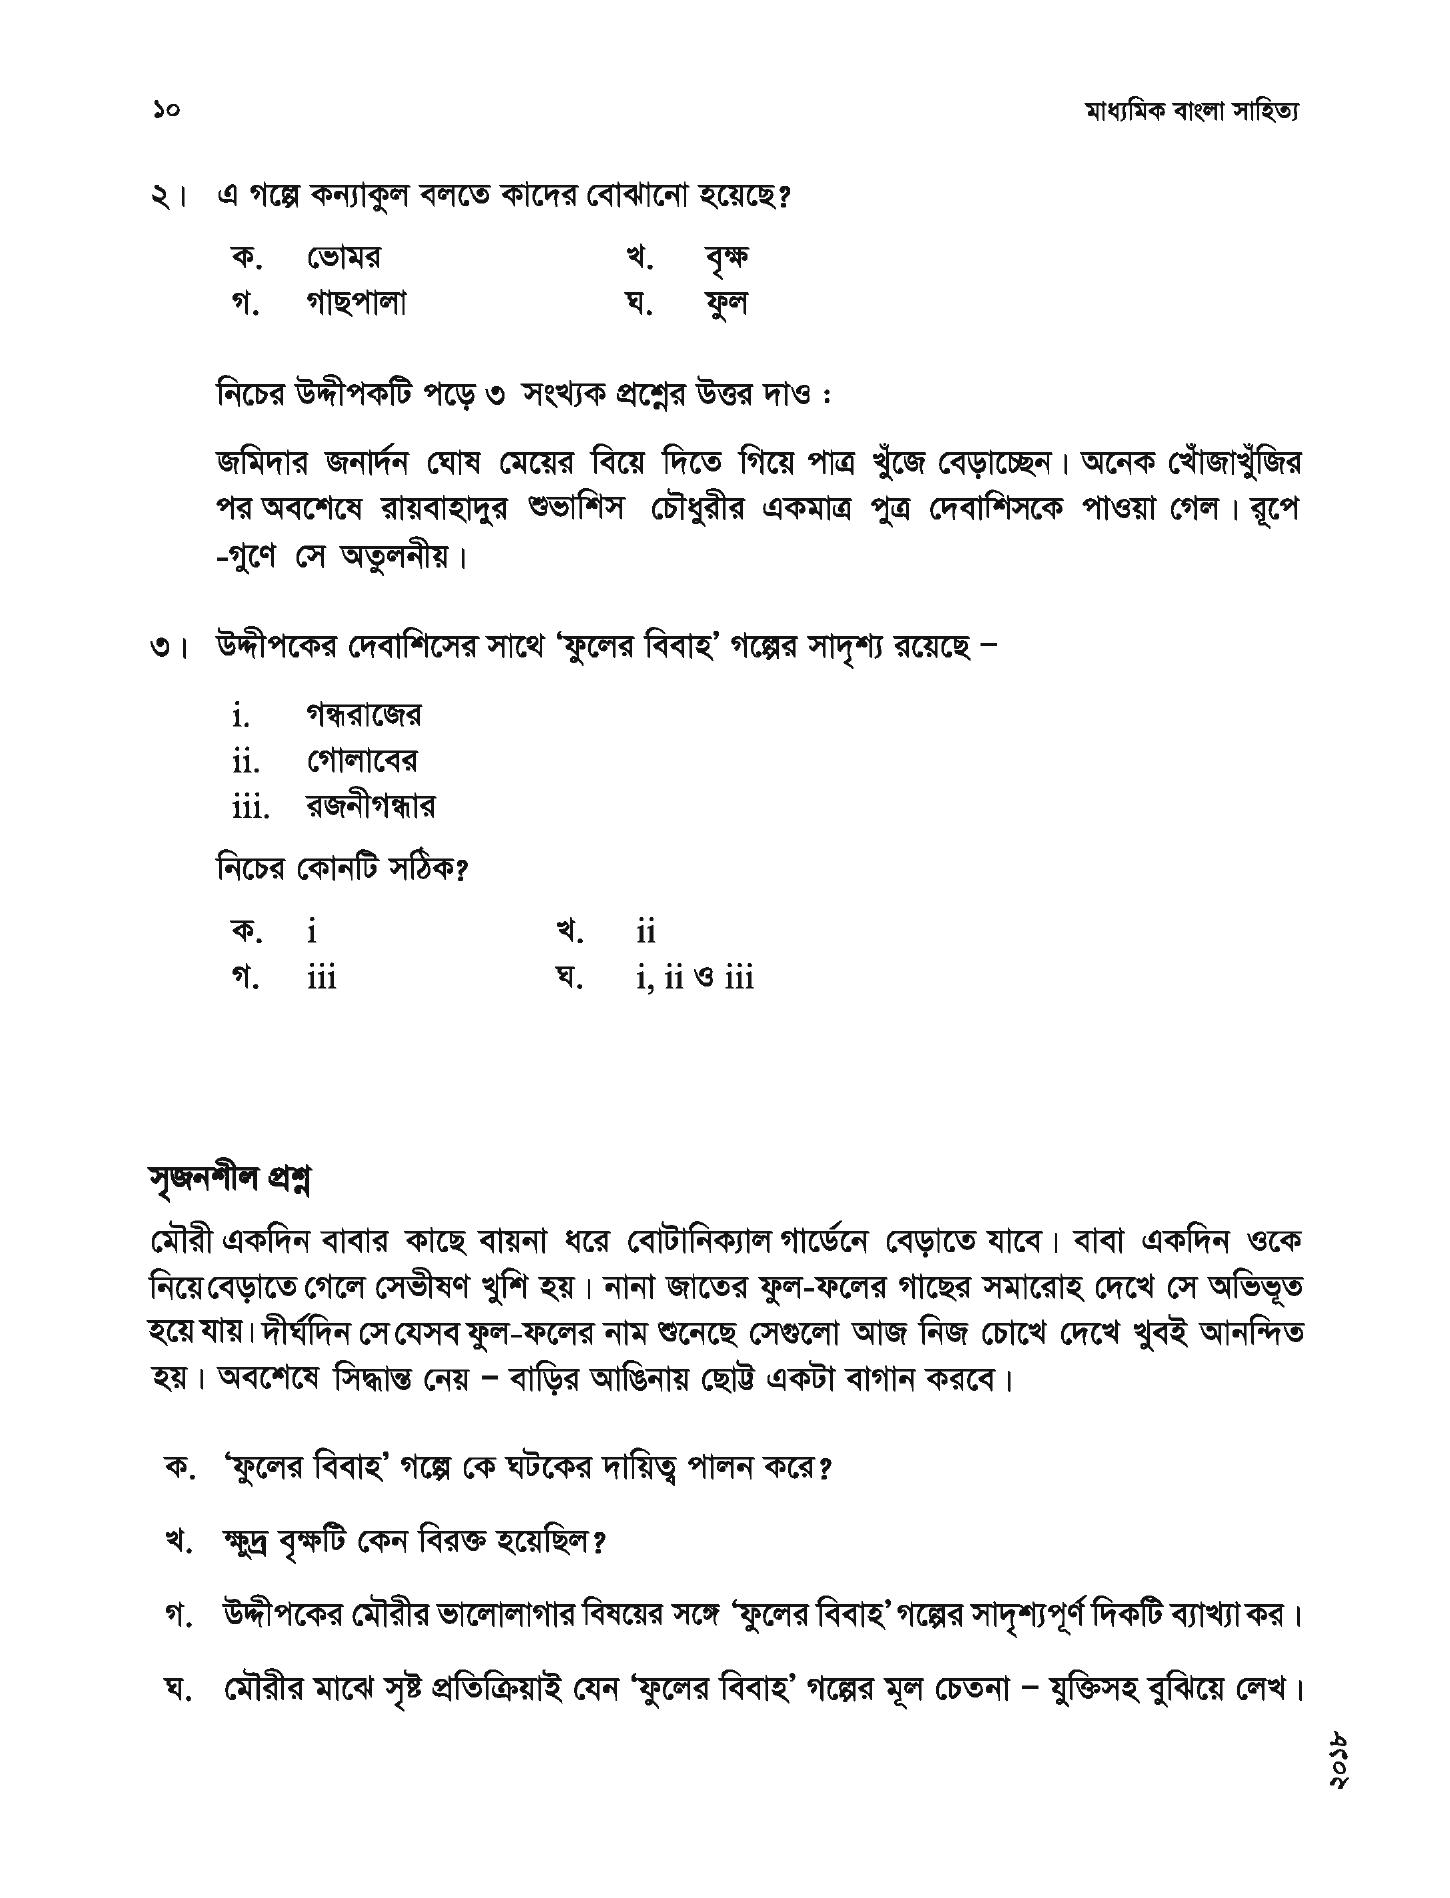 ১০ মাধ্যমিক বাংলা সাহিত্য
২। এ গল্পে কন্যাকুল বলতে কাদের বোঝানো হয়েছে?
ক. ভোমর খ. বৃক্ষ
গ. গাছপালা ঘ. ফুল
নিচের উদ্দীপকটি পড়ে ৩ সংখ্যক প্রশ্নের উত্তর দাও :
জমিদার জনার্দন ঘোষ মেয়ের বিয়ে দিতে গিয়ে পাত্র খুঁজে বেড়াচ্ছেন। অনেক খোঁজাখুঁজির
পর অবশেষে রায়বাহাদুর শুভাশিস চৌধুরীর একমাত্র পুত্র দেবাশিসকে পাওয়া গেল। রূপে
-গুণে সে অতুলনীয়।
৩। উদ্দীপকের দেবাশিসের সাথে ‘ফুলের বিবাহ’ গল্পের সাদৃশ্য রয়েছে –
i. গন্ধরাজের
ii. গোলাবের
iii. রজনীগন্ধার
নিচের কোনটি সঠিক?
ক. i খ. ii
গ. iii ঘ. i, ii ও iii
সৃজনশীল প্রশ্ন
মৌরী একদিন বাবার কাছে বায়না ধরে বোটানিক্যাল গার্ডেনে বেড়াতে যাবে। বাবা একদিন ওকে
নিয়ে বেড়াতে গেলে সেভীষণ খুশি হয়। নানা জাতের ফুল-ফলের গাছের সমারোহ দেখে সে অভিভূত
হয়ে যায়। দীর্ঘদিন সে যেসব ফুল-ফলের নাম শুনেছে সেগুলো আজ নিজ চোখে দেখে খুবই আনন্দিত
হয়। অবশেষে সিদ্ধান্ত নেয় – বাড়ির আঙিনায় ছোট্ট একটা বাগান করবে।
ক. ‘ফুলের বিবাহ’ গল্পে কে ঘটকের দায়িত্ব পালন করে?
খ. ক্ষুদ্র বৃক্ষটি কেন বিরক্ত হয়েছিল?
গ. উদ্দীপকের মৌরীর ভালোলাগার বিষয়ের সঙ্গে ‘ফুলের বিবাহ’ গল্পের সাদৃশ্যপূর্ণ দিকটি ব্যাখ্যা কর।
ঘ. মৌরীর মাঝে সৃষ্ট প্রতিক্রিয়াই যেন ‘ফুলের বিবাহ’ গল্পের মূল চেতনা – যুক্তিসহ বুঝিয়ে লেখ।
২০১৮